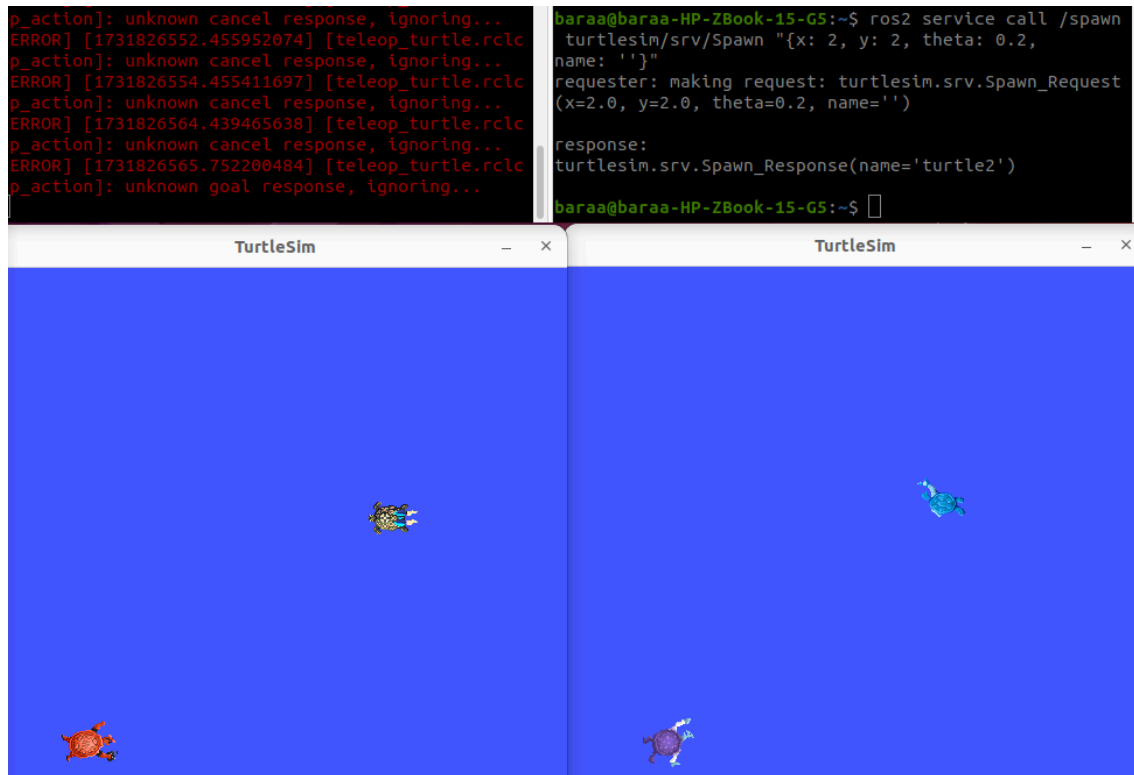 p_action]: unknown cancel response, ignoring...
ERROR] [1731826552.455952074] [teleop_turtle.rclc
p_action]: unknown cancel response, ignoring...
ERROR] [1731826554.455411697] [teleop_turtle.rclc
p_action]: unknown cancel response, ignoring...
ERROR] [1731826564.439465638] [teleop_turtle.rclc
p_action]: unknown cancel response, ignoring...
ERROR] [1731826565.752200484] [teleop_turtle.rclc
p_action]: unknown goal response, ignoring...
baraa@baraa-HP-ZBook-15-G5:~$ ros2 service call /spawn
turtlesim/srv/Spawn "{x: 2, y: 2, theta: 0.2,
name: ''}"
requester: making request: turtlesim.srv.Spawn_Request
(x=2.0, y=2.0, theta=0.2, name='')
response:
turtlesim.srv.Spawn_Response(name='turtle2')
baraa@baraa-HP-ZBook-15-G5:~$
TurtleSim
TurtleSim